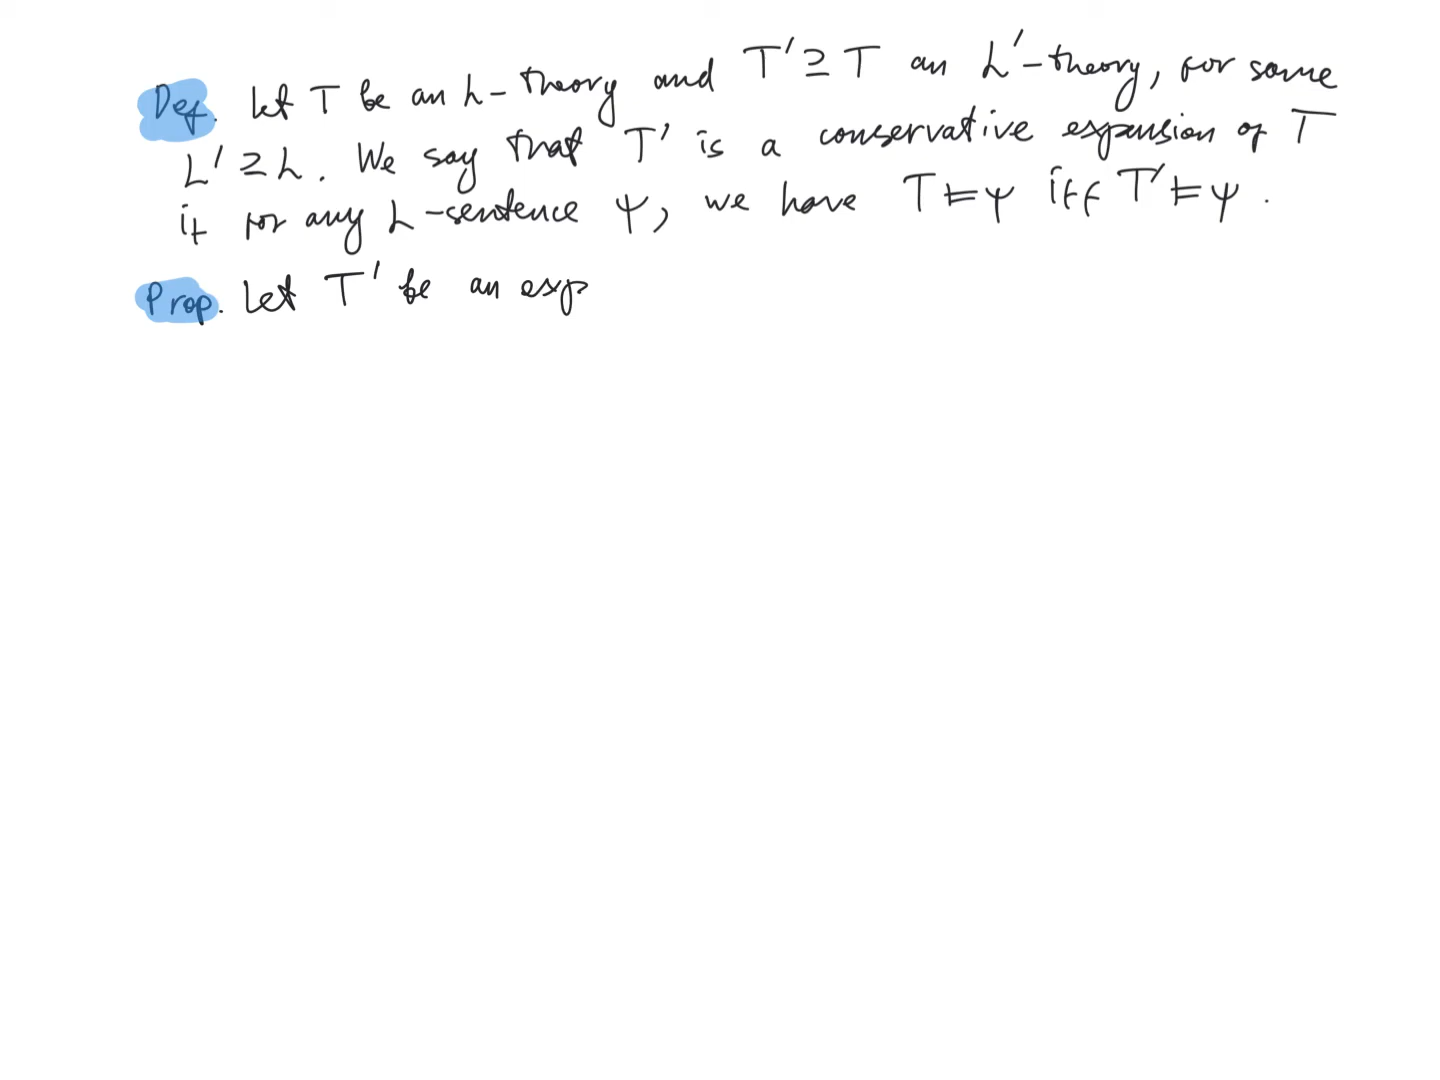 Def. Let T be an L-theory and T' ⊇ T an L'-theory, for some
L' ⊇ L. We say that T' is a conservative expansion of T
if for any L-sentence ψ, we have T ⊨ ψ iff T' ⊨ ψ.
Prop. Let T' be an exp